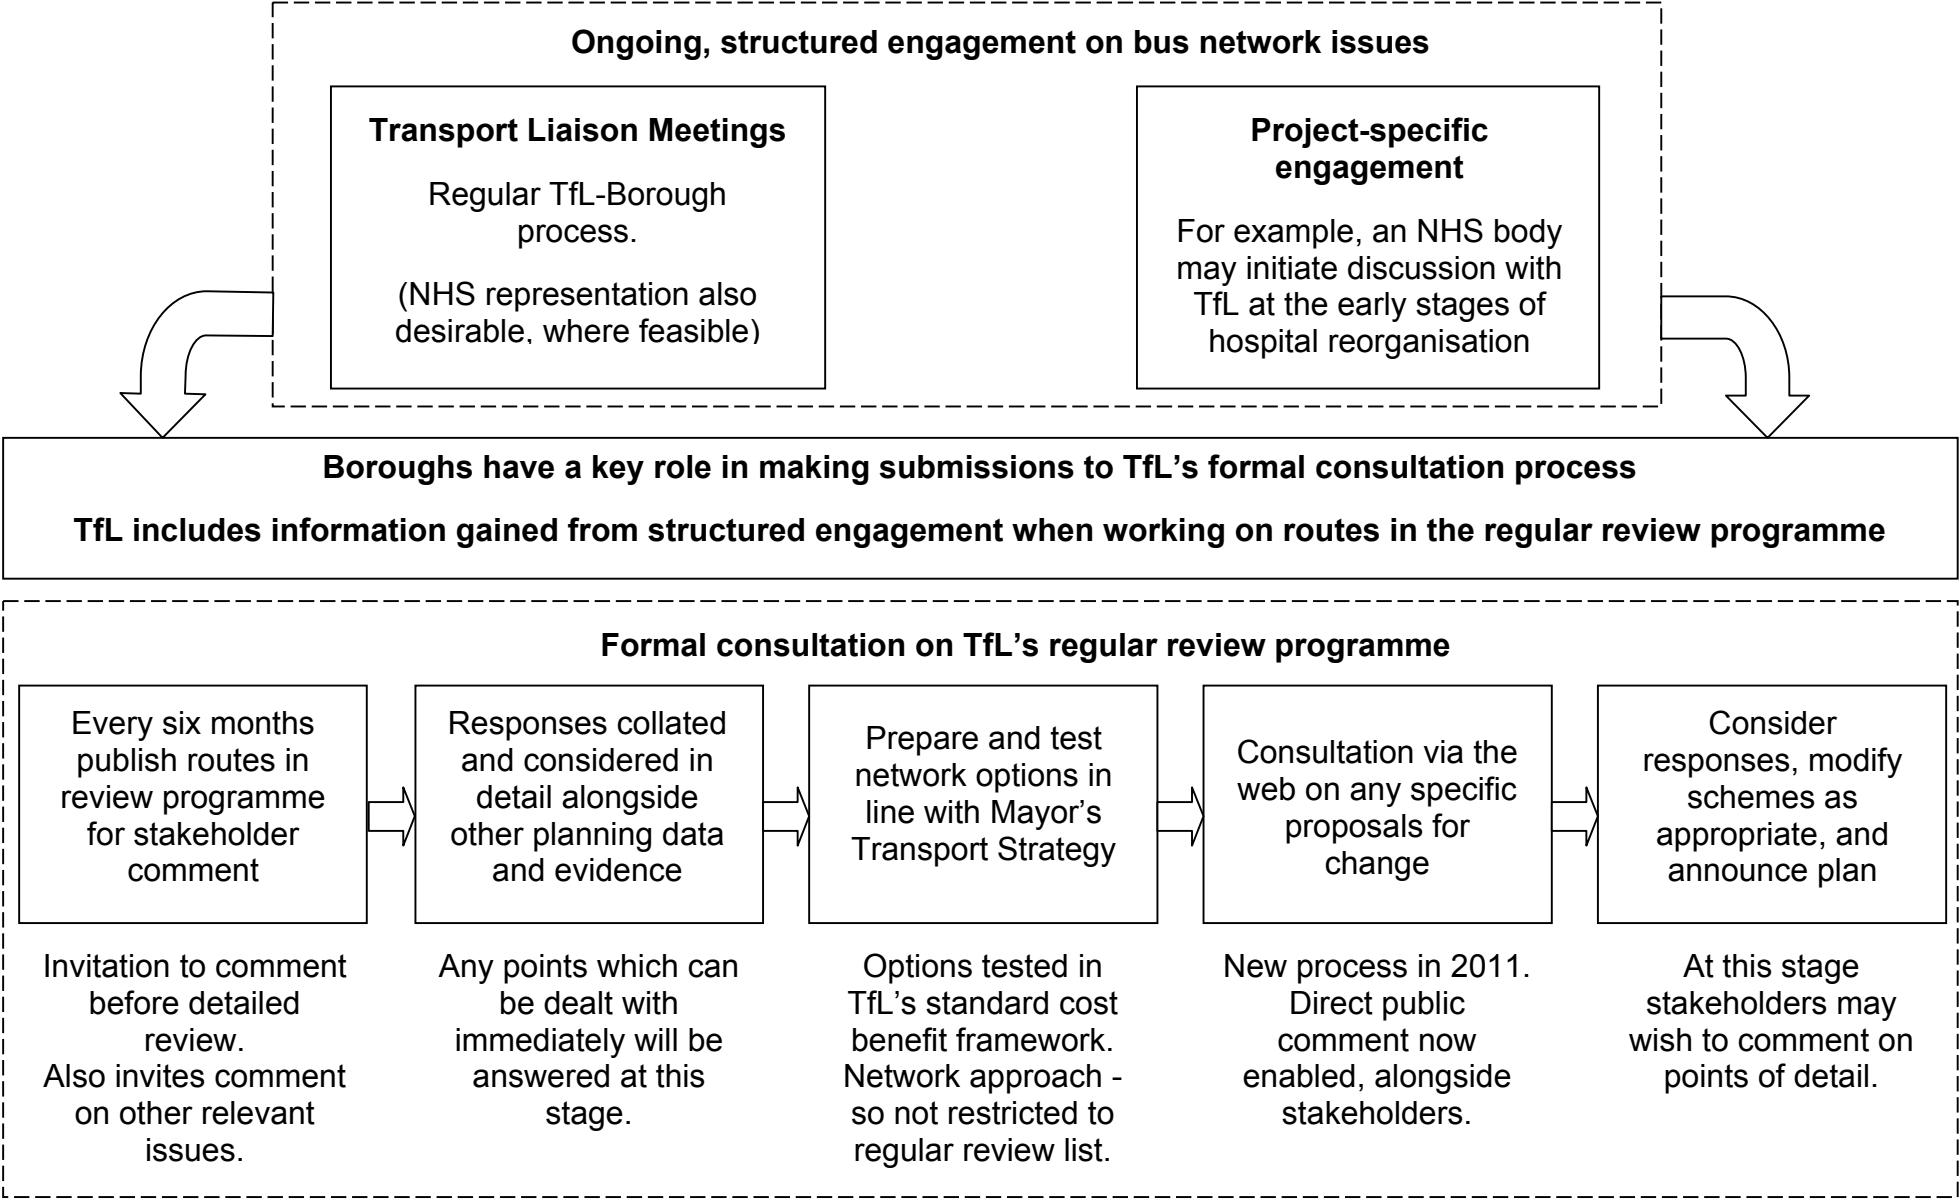 Ongoing, structured engagement on bus network issues
Transport Liaison Meetings
Regular TfL-Borough
process.
(NHS representation also
desirable, where feasible)
Project-specific
engagement
For example, an NHS body
may initiate discussion with
TfL at the early stages of
hospital reorganisation
Boroughs have a key role in making submissions to TfL’s formal consultation process
TfL includes information gained from structured engagement when working on routes in the regular review programme
Formal consultation on TfL’s regular review programme
Every six months
publish routes in
review programme
for stakeholder
comment
Responses collated
and considered in
detail alongside
other planning data
and evidence
Prepare and test
network options in
line with Mayor’s
Transport Strategy
Consultation via the
web on any specific
proposals for
change
Consider
responses, modify
schemes as
appropriate, and
announce plan
Invitation to comment
before detailed
review.
Also invites comment
on other relevant
issues.
Any points which can
be dealt with
immediately will be
answered at this
stage.
Options tested in
TfL’s standard cost
benefit framework.
Network approach -
so not restricted to
regular review list.
New process in 2011.
Direct public
comment now
enabled, alongside
stakeholders.
At this stage
stakeholders may
wish to comment on
points of detail.